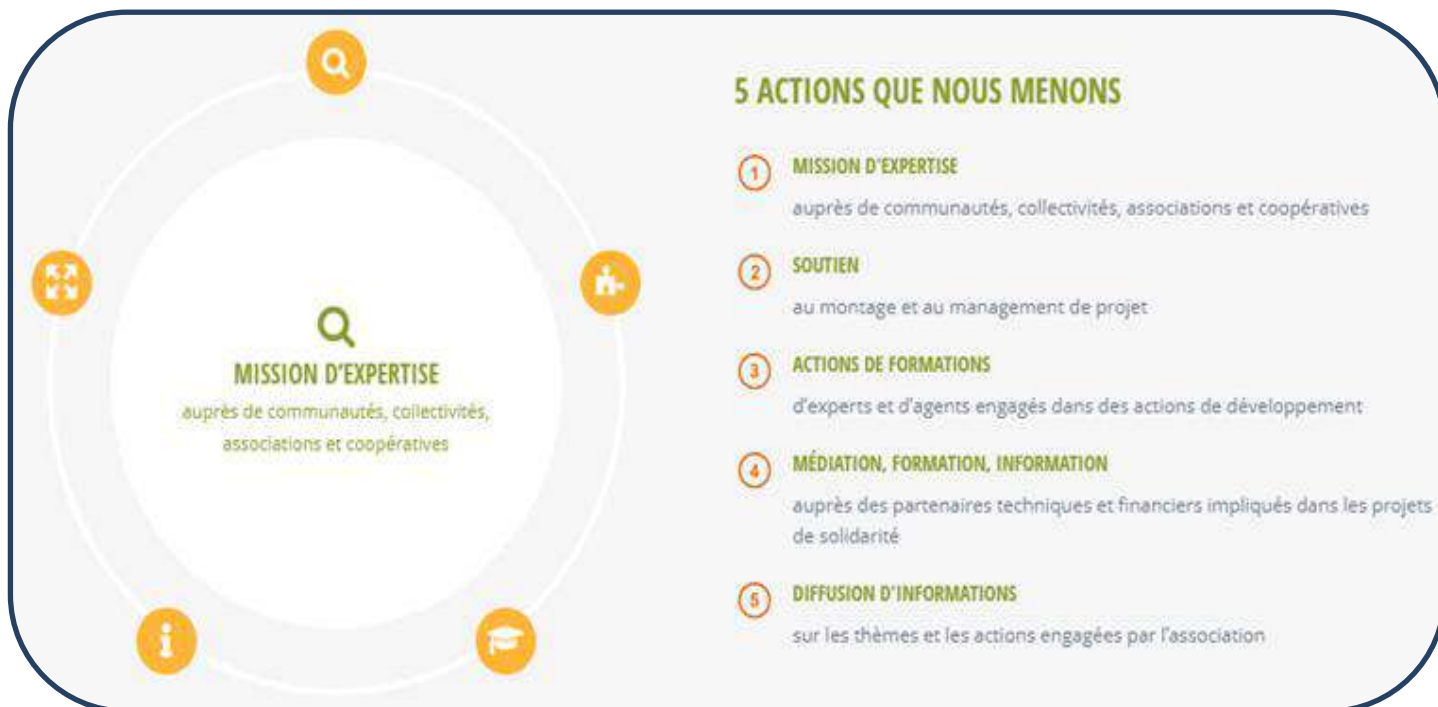 MISSION D'EXPERTISE
auprès de communautés, collectivités,
associations et coopératives
5 ACTIONS QUE NOUS MENONS
1 MISSION D'EXPERTISE
auprès de communautés, collectivités, associations et coopératives
2 SOUTIEN
au montage et au management de projet
3 ACTIONS DE FORMATIONS
d'experts et d'agents engagés dans des actions de développement
4 MÉDIATION, FORMATION, INFORMATION
auprès des partenaires techniques et financiers impliqués dans les projets
de solidarité
5 DIFFUSION D'INFORMATIONS
sur les thèmes et les actions engagées par l'association